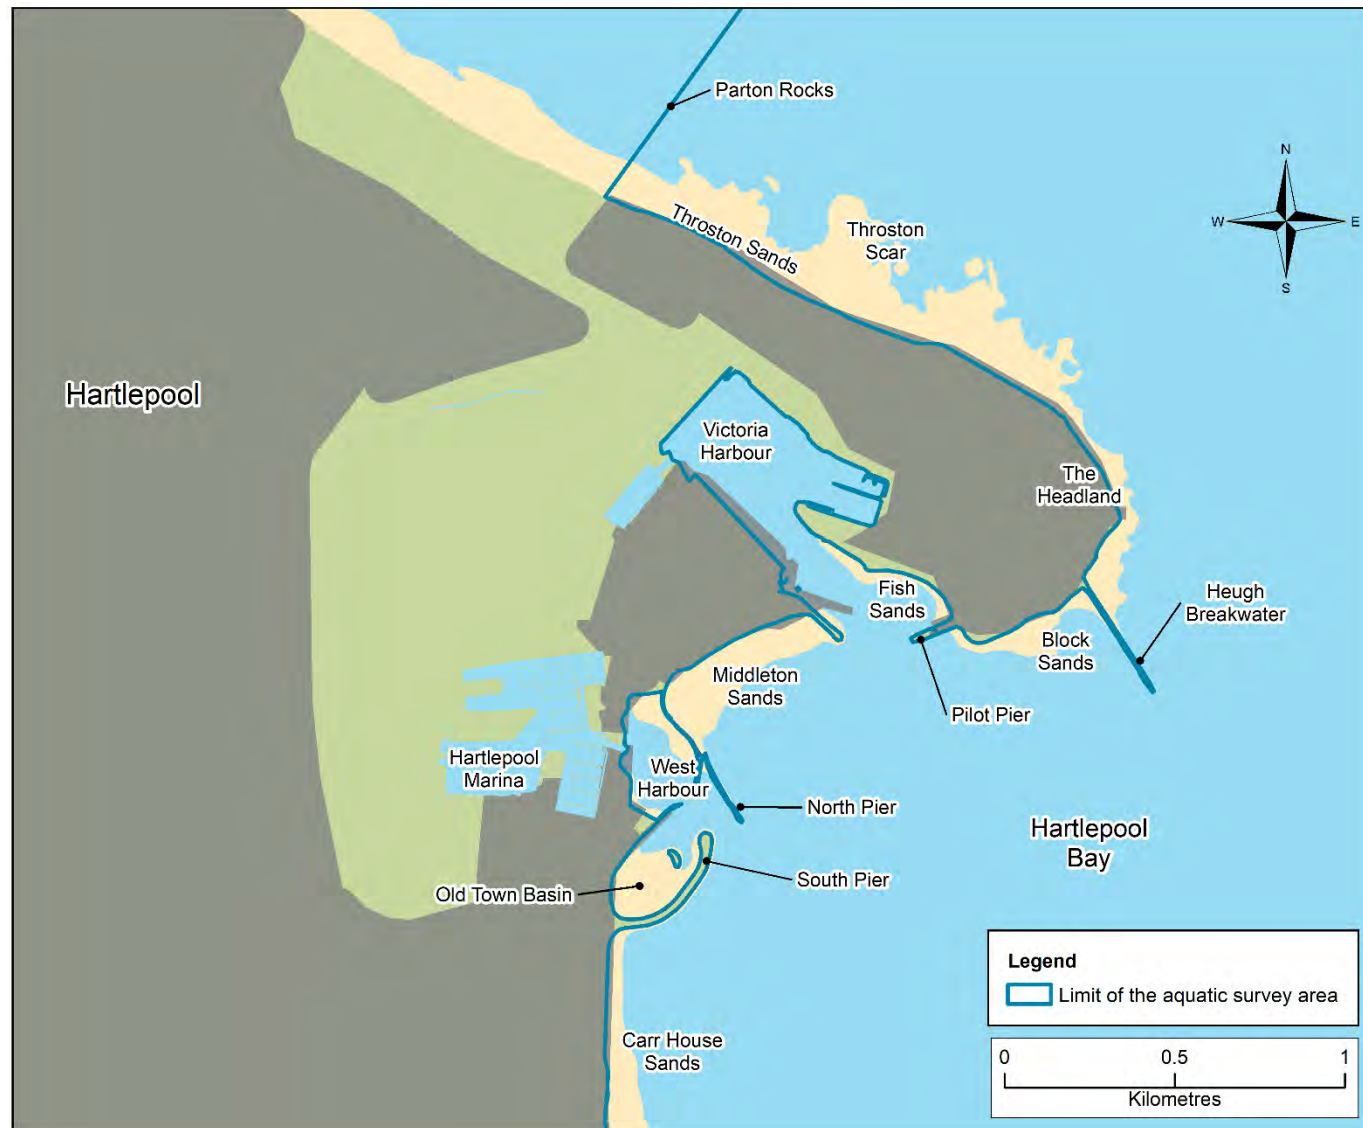 Parton Rocks
N
W
E
S
Throston Sands
Throston
Scar
Hartlepool
Victoria
Harbour
The
Headland
Fish
Sands
Heugh
Breakwater
Block
Sands
Middleton
Sands
Pilot Pier
Hartlepool
Marina
West
Harbour
North Pier
Hartlepool
Bay
South Pier
Old Town Basin
Carr House
Sands
Legend
Limit of the aquatic survey area
0 0.5 1
Kilometres